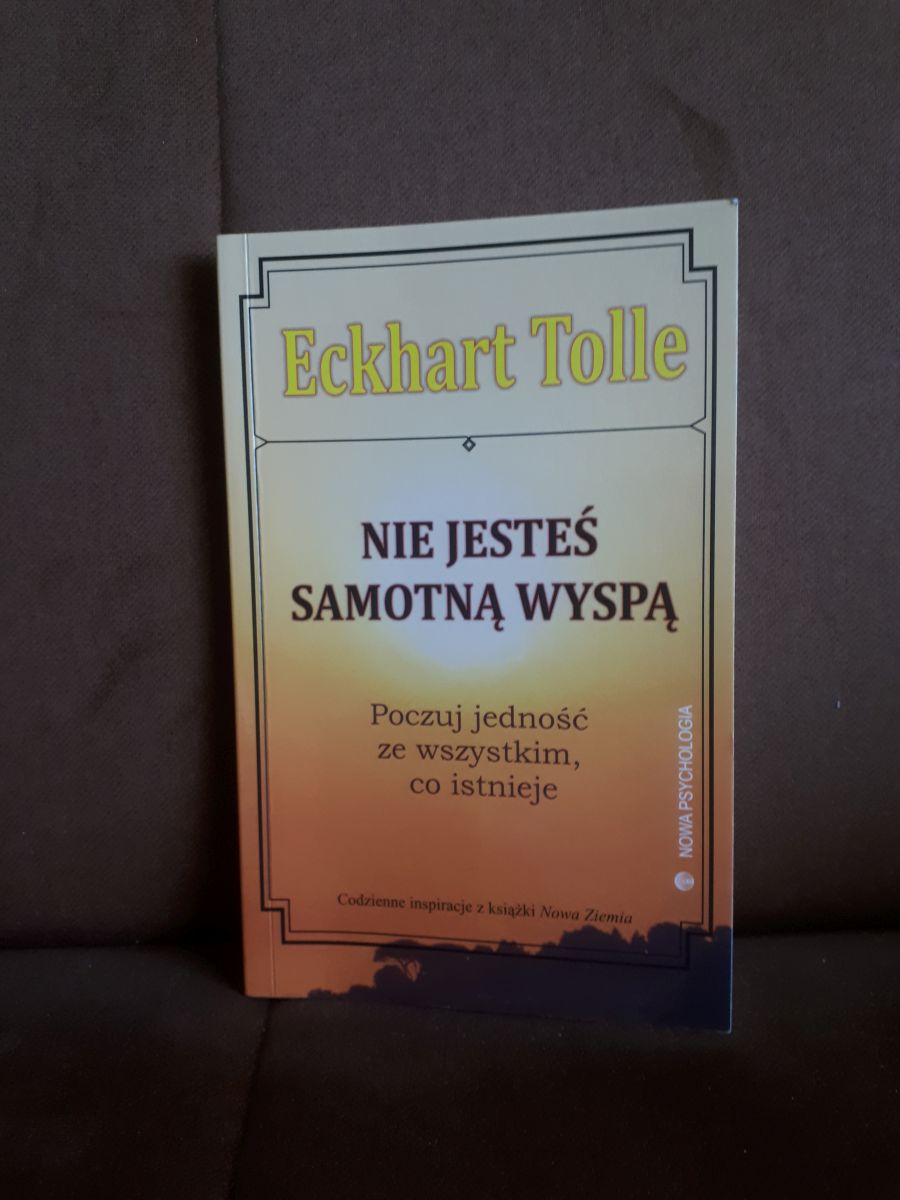 Eckhart Tolle
NIE JESTEŚ
SAMOTNĄ WYSPĄ
Poczuj jedność
ze wszystkim,
co istnieje
NOWA PSYCHOLOGIA
Codzienne inspiracje z książki Nowa Ziemia